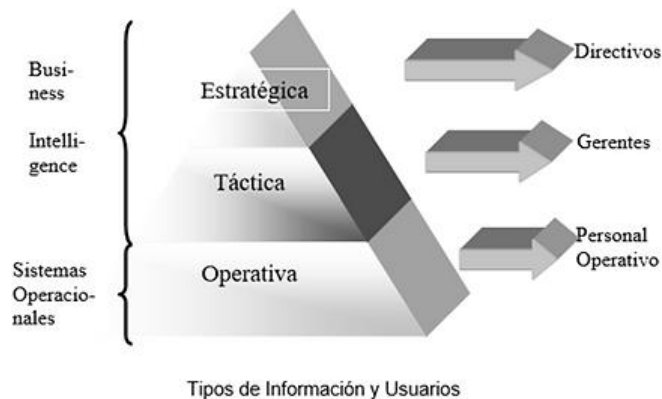 Busi-
ness
Intelli-
gence
Sistemas
Operacio-
nales
Estratégica
Táctica
Operativa
Directivos
Gerentes
Personal
Operativo
Tipos de Información y Usuarios